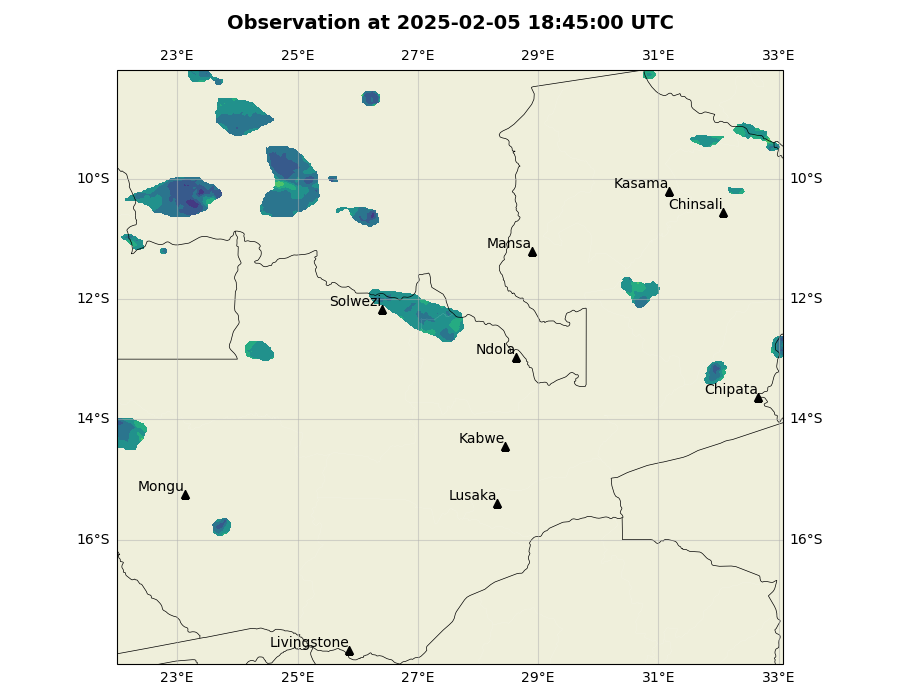 Observation at 2025-02-05 18:45:00 UTC
23°E 25°E 27°E 29°E 31°E 33°E
10°S 10°S
Kasama
Chinsali
Mansa
12°S 12°S
Solwezi
Ndola
Chipata
14°S 14°S
Kabwe
Mongu
Lusaka
16°S 16°S
Livingstone
23°E 25°E 27°E 29°E 31°E 33°E